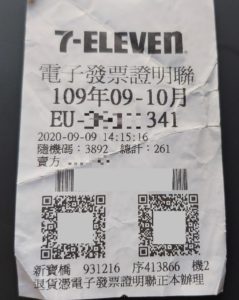 7-ELEVEN
電子發票證明聯
109年09-10月
EU- 341
2020-09-09 14:15:16
隨機碼：3892 總計：261
賣方
新寶橋 931216 序413866 機2
退貨憑電子發票證明聯正本辦理